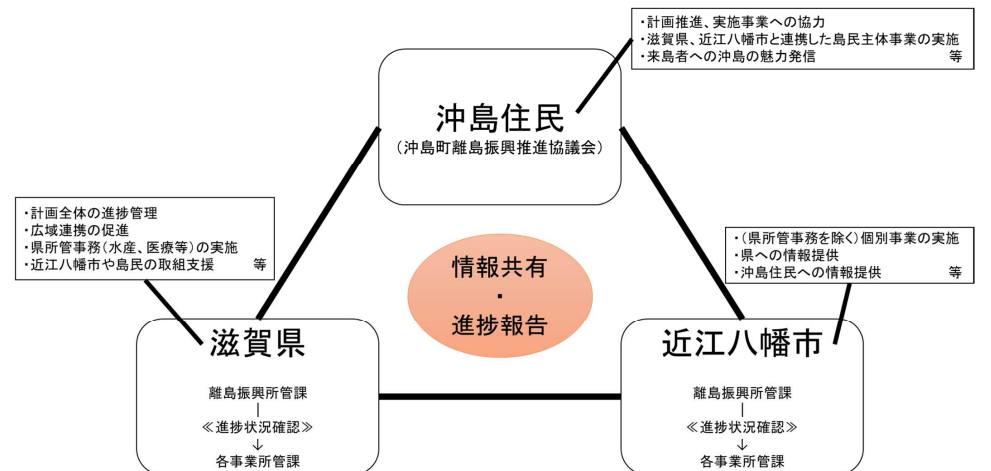 ・計画推進、実施事業への協力
・滋賀県、近江八幡市と連携した島民主体事業の実施
・来島者への沖島の魅力発信 等
沖島住民
（沖島町離島振興推進協議会）
・計画全体の進捗管理
・広域連携の促進
・県所管事務（水産、医療等）の実施
・近江八幡市や島民の取組支援 等
・（県所管事務を除く）個別事業の実施
・県への情報提供
・沖島住民への情報提供 等
情報共有
・
進捗報告
滋賀県
離島振興所管課
｜
≪進捗状況確認≫
↓
各事業所管課
近江八幡市
離島振興所管課
｜
≪進捗状況確認≫
↓
各事業所管課